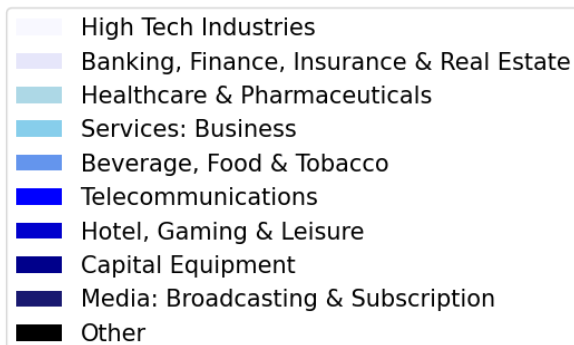 High Tech Industries
Banking, Finance, Insurance & Real Estate
Healthcare & Pharmaceuticals
Services: Business
Beverage, Food & Tobacco
Telecommunications
Hotel, Gaming & Leisure
Capital Equipment
Media: Broadcasting & Subscription
Other